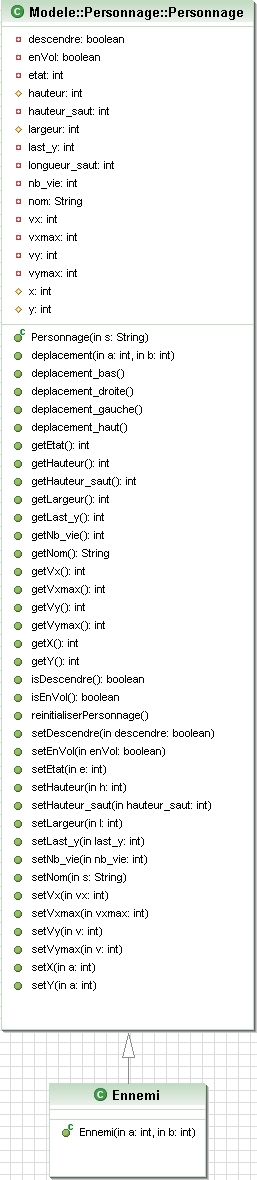 C Modele::Personnage::Personnage
descendre: boolean
enVol: boolean
etat: int
hauteur: int
hauteur_saut: int
largeur: int
last_y: int
longueur_saut: int
nb_vie: int
nom: String
vx: int
vxmax: int
vy: int
vymax: int
x: int
y: int
C Personnage(in s: String)
deplacement(in a: int, in b: int)
deplacement_bas()
deplacement_droite()
deplacement_gauche()
deplacement_haut()
getEtat(): int
getHauteur(): int
getHauteur_saut(): int
getLargeur(): int
getLast_y(): int
getNb_vie(): int
getNom(): String
getVx(): int
getVxmax(): int
getVy(): int
getVymax(): int
getX(): int
getY(): int
isDescendre(): boolean
isEnVol(): boolean
reinitialiserPersonnage()
setDescendre(in descendre: boolean)
setEnVol(in enVol: boolean)
setEtat(in e: int)
setHauteur(in h: int)
setHauteur_saut(in hauteur_saut: int)
setLargeur(in l: int)
setLast_y(in last_y: int)
setNb_vie(in nb_vie: int)
setNom(in s: String)
setVx(in vx: int)
setVxmax(in vxmax: int)
setVy(in v: int)
setVymax(in v: int)
setX(in a: int)
setY(in a: int)
C Ennemi
C Ennemi(in a: int, in b: int)